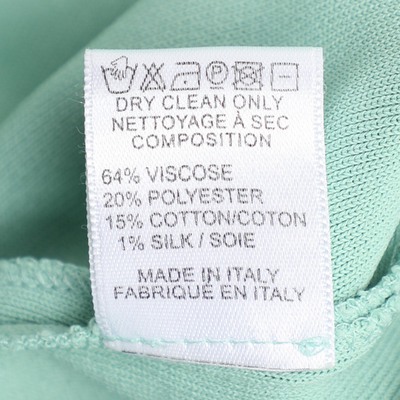 P
DRY CLEAN ONLY
NETTOYAGE À SEC
COMPOSITION
64% VISCOSE
20% POLYESTER
15% COTTON/COTON
1% SILK / SOIE
MADE IN ITALY
FABRIQUÉ EN ITALY